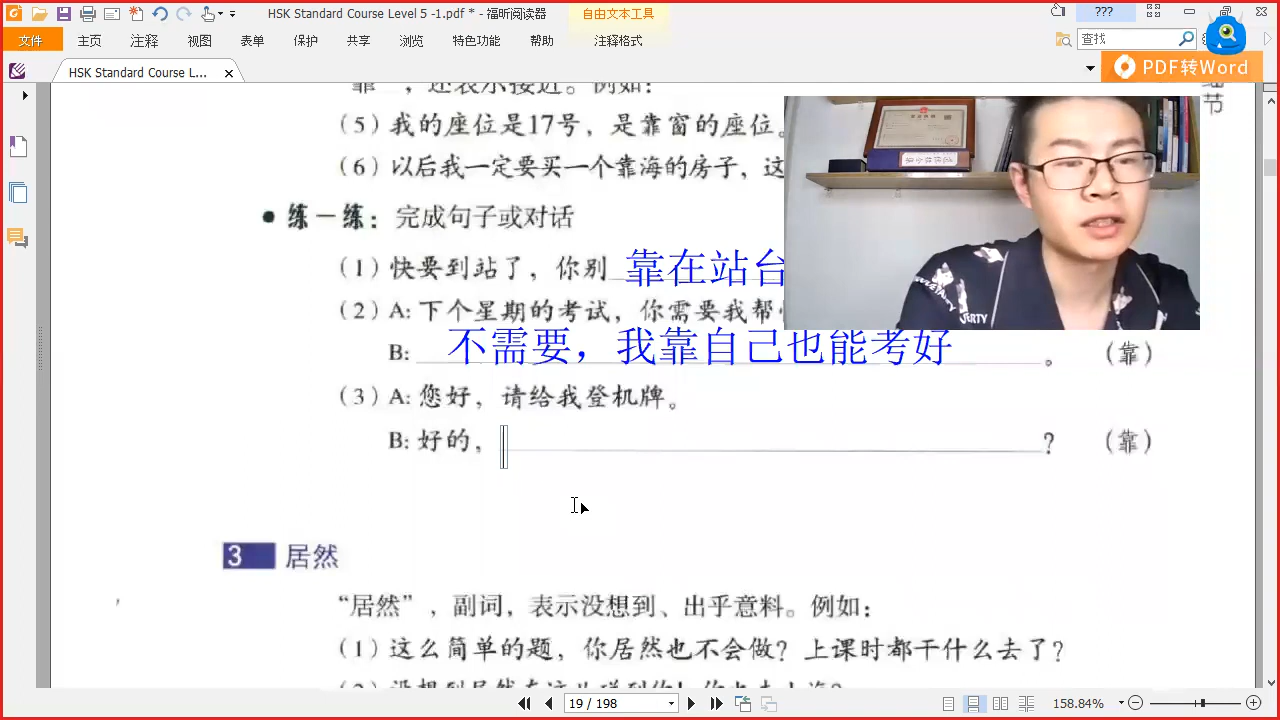 HSK Standard Course Level 5 -1.pdf * - 福昕阅读器
自由文本工具
???
文件 主页 注释 视图 表单 保护 共享 浏览 特色功能 帮助 注释格式
查找
HSK Standard Course L...
PDF转Word
靠”，还表示接近。例如：
细节
（5）我的座位是17号，是靠窗的座位。
（6）以后我一定要买一个靠海的房子，这
● 练一练：完成句子或对话
（1）快要到站了，你别 靠在站台
（2）A: 下个星期的考试，你需要我帮
B: 不需要，我靠自己也能考好 。 （靠）
（3）A: 您好，请给我登机牌。
B: 好的， ？ （靠）
3 居然
“居然”，副词，表示没想到、出乎意料。例如：
（1）这么简单的题，你居然也不会做？上课时都干什么去了？
19 / 198
158.84%